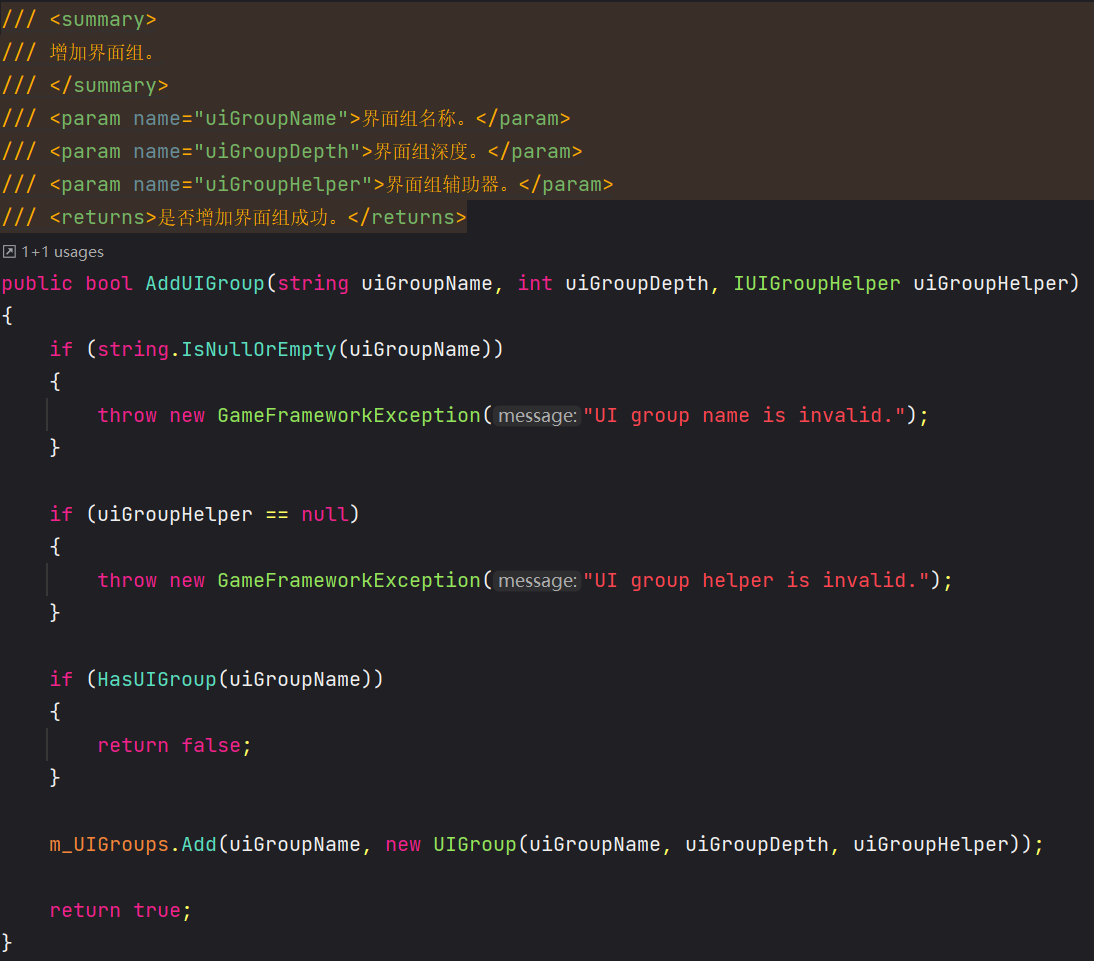 /// <summary>
/// 增加界面组。
/// </summary>
/// <param name="uiGroupName">界面组名称。</param>
/// <param name="uiGroupDepth">界面组深度。</param>
/// <param name="uiGroupHelper">界面组辅助器。</param>
/// <returns>是否增加界面组成功。</returns>
1+1 usages
public bool AddUIGroup(string uiGroupName, int uiGroupDepth, IUIGroupHelper uiGroupHelper)
{
    if (string.IsNullOrEmpty(uiGroupName))
    {
        throw new GameFrameworkException(message:"UI group name is invalid.");
    }

    if (uiGroupHelper == null)
    {
        throw new GameFrameworkException(message:"UI group helper is invalid.");
    }

    if (HasUIGroup(uiGroupName))
    {
        return false;
    }

    m_UIGroups.Add(uiGroupName, new UIGroup(uiGroupName, uiGroupDepth, uiGroupHelper));

    return true;
}